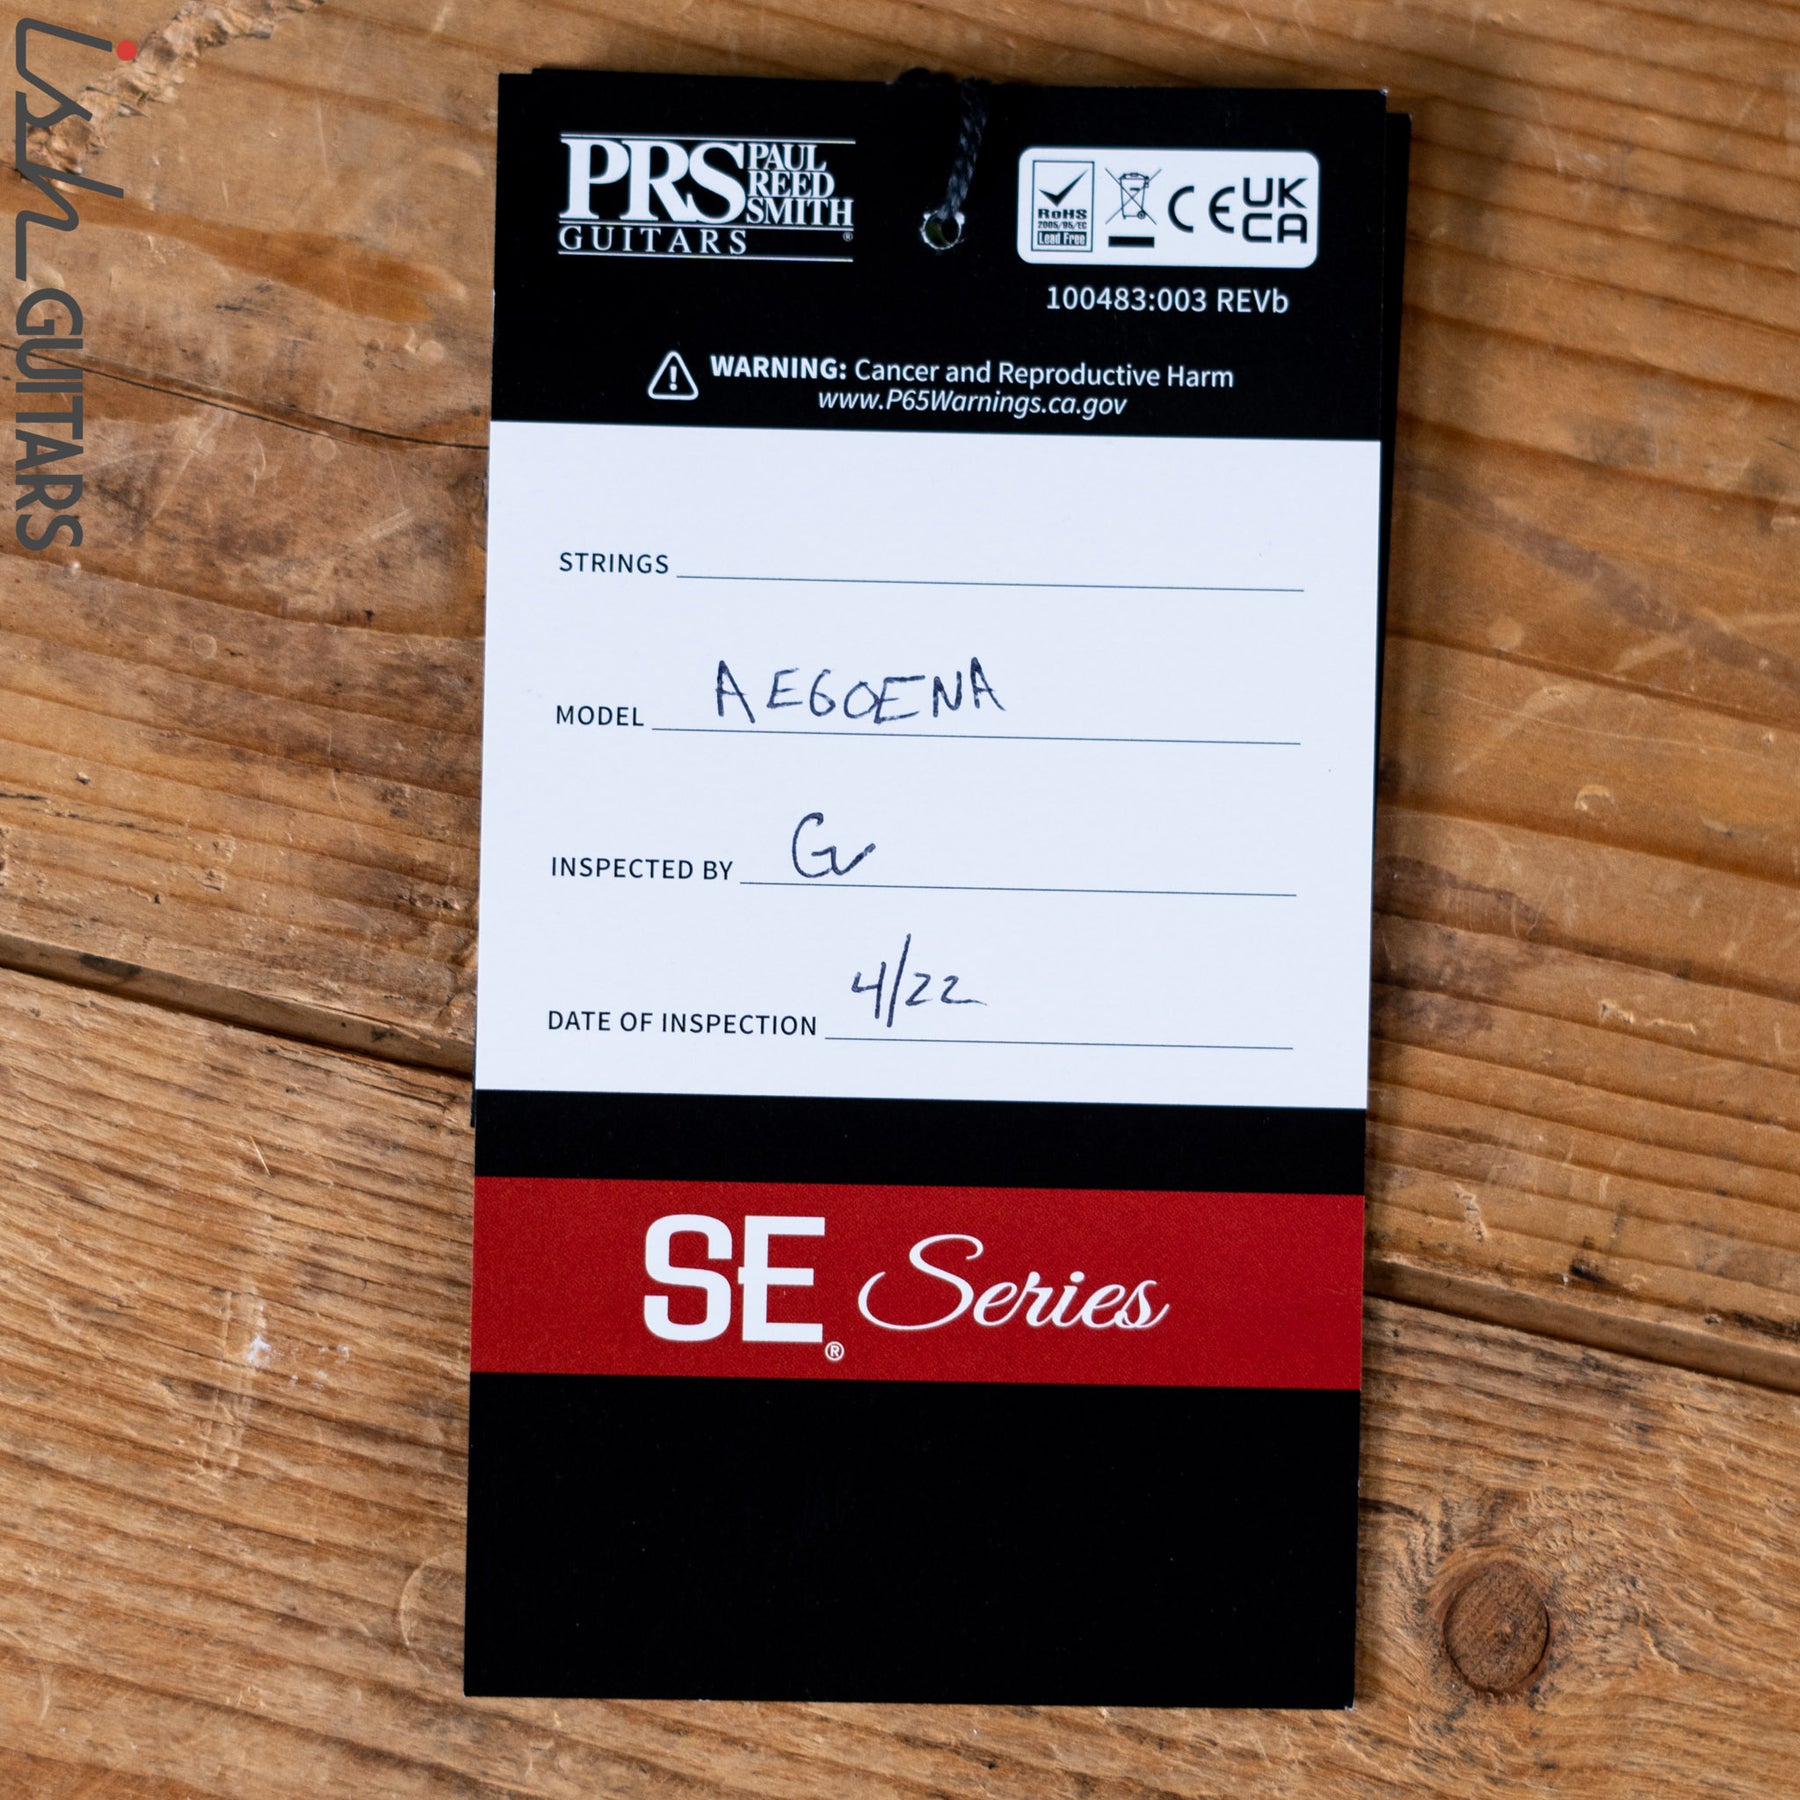 ish GUITARS
PRS PAUL REED SMITH
GUITARS ®
RoHS
2005/95/EC
Lead Free
CE UKCA
100483:003 REVb
WARNING: Cancer and Reproductive Harm
www.P65Warnings.ca.gov
STRINGS
MODEL AEGOENA
INSPECTED BY
DATE OF INSPECTION 4/22
SE® Series